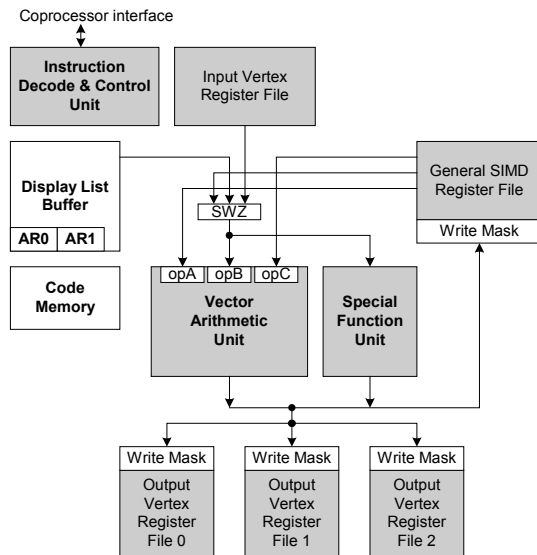 Coprocessor interface
Instruction
Decode & Control
Unit
Input Vertex
Register File
Display List
Buffer
AR0 AR1
General SIMD
Register File
Write Mask
SWZ
Code
Memory
opA opB opC
Vector
Arithmetic
Unit
Special
Function
Unit
Write Mask
Output
Vertex
Register
File 0
Write Mask
Output
Vertex
Register
File 1
Write Mask
Output
Vertex
Register
File 2